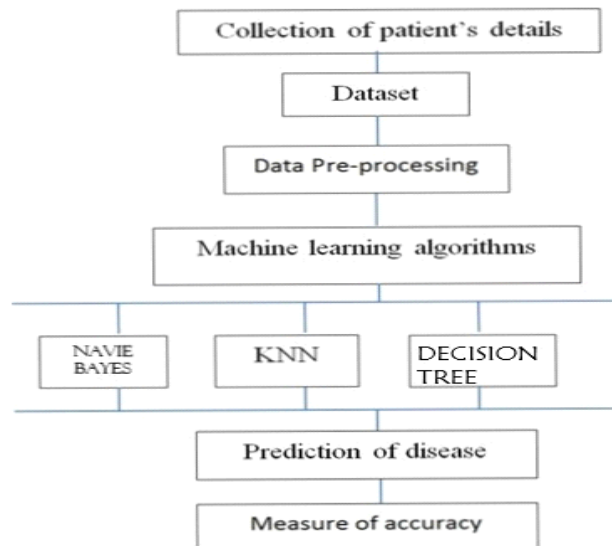 Collection of patient's details
Dataset
Data Pre-processing
Machine learning algorithms
NAVIE
BAYES
KNN
DECISION
TREE
Prediction of disease
Measure of accuracy